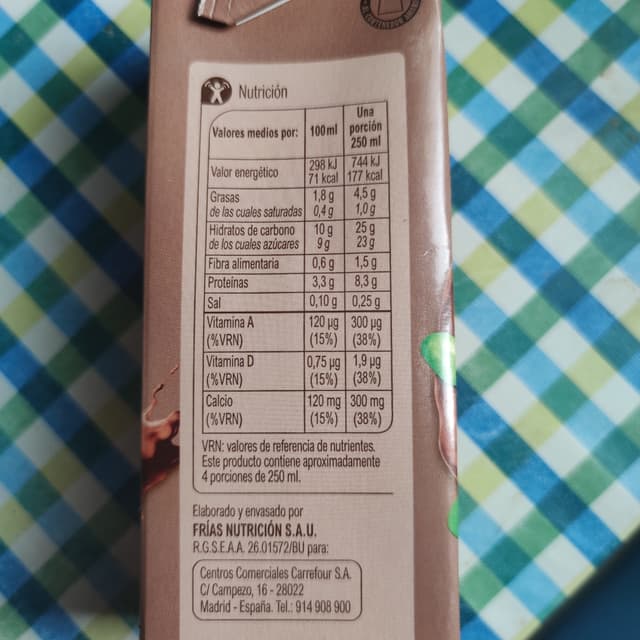 Nutrición
Valores medios por: 100ml Una porción 250 ml
Valor energético 298 kJ 744 kJ
71 kcal 177 kcal
Grasas 1,8 g 4,5 g
de las cuales saturadas 0,4 g 1,0 g
Hidratos de carbono 10 g 25 g
de los cuales azúcares 9 g 23 g
Fibra alimentaria 0,6 g 1,5 g
Proteínas 3,3 g 8,3 g
Sal 0,10 g 0,25 g
Vitamina A 120 µg 300 µg
(%VRN) (15%) (38%)
Vitamina D 0,75 µg 1,9 µg
(%VRN) (15%) (38%)
Calcio 120 mg 300 mg
(%VRN) (15%) (38%)
VRN: valores de referencia de nutrientes.
Este producto contiene aproximadamente
4 porciones de 250 ml.
Elaborado y envasado por
FRÍAS NUTRICIÓN S.A.U.
R.G.S.E.A.A. 26.01572/BU para:
Centros Comerciales Carrefour S.A.
C/ Campezo, 16 - 28022
Madrid - España. Tel.: 914 908 900